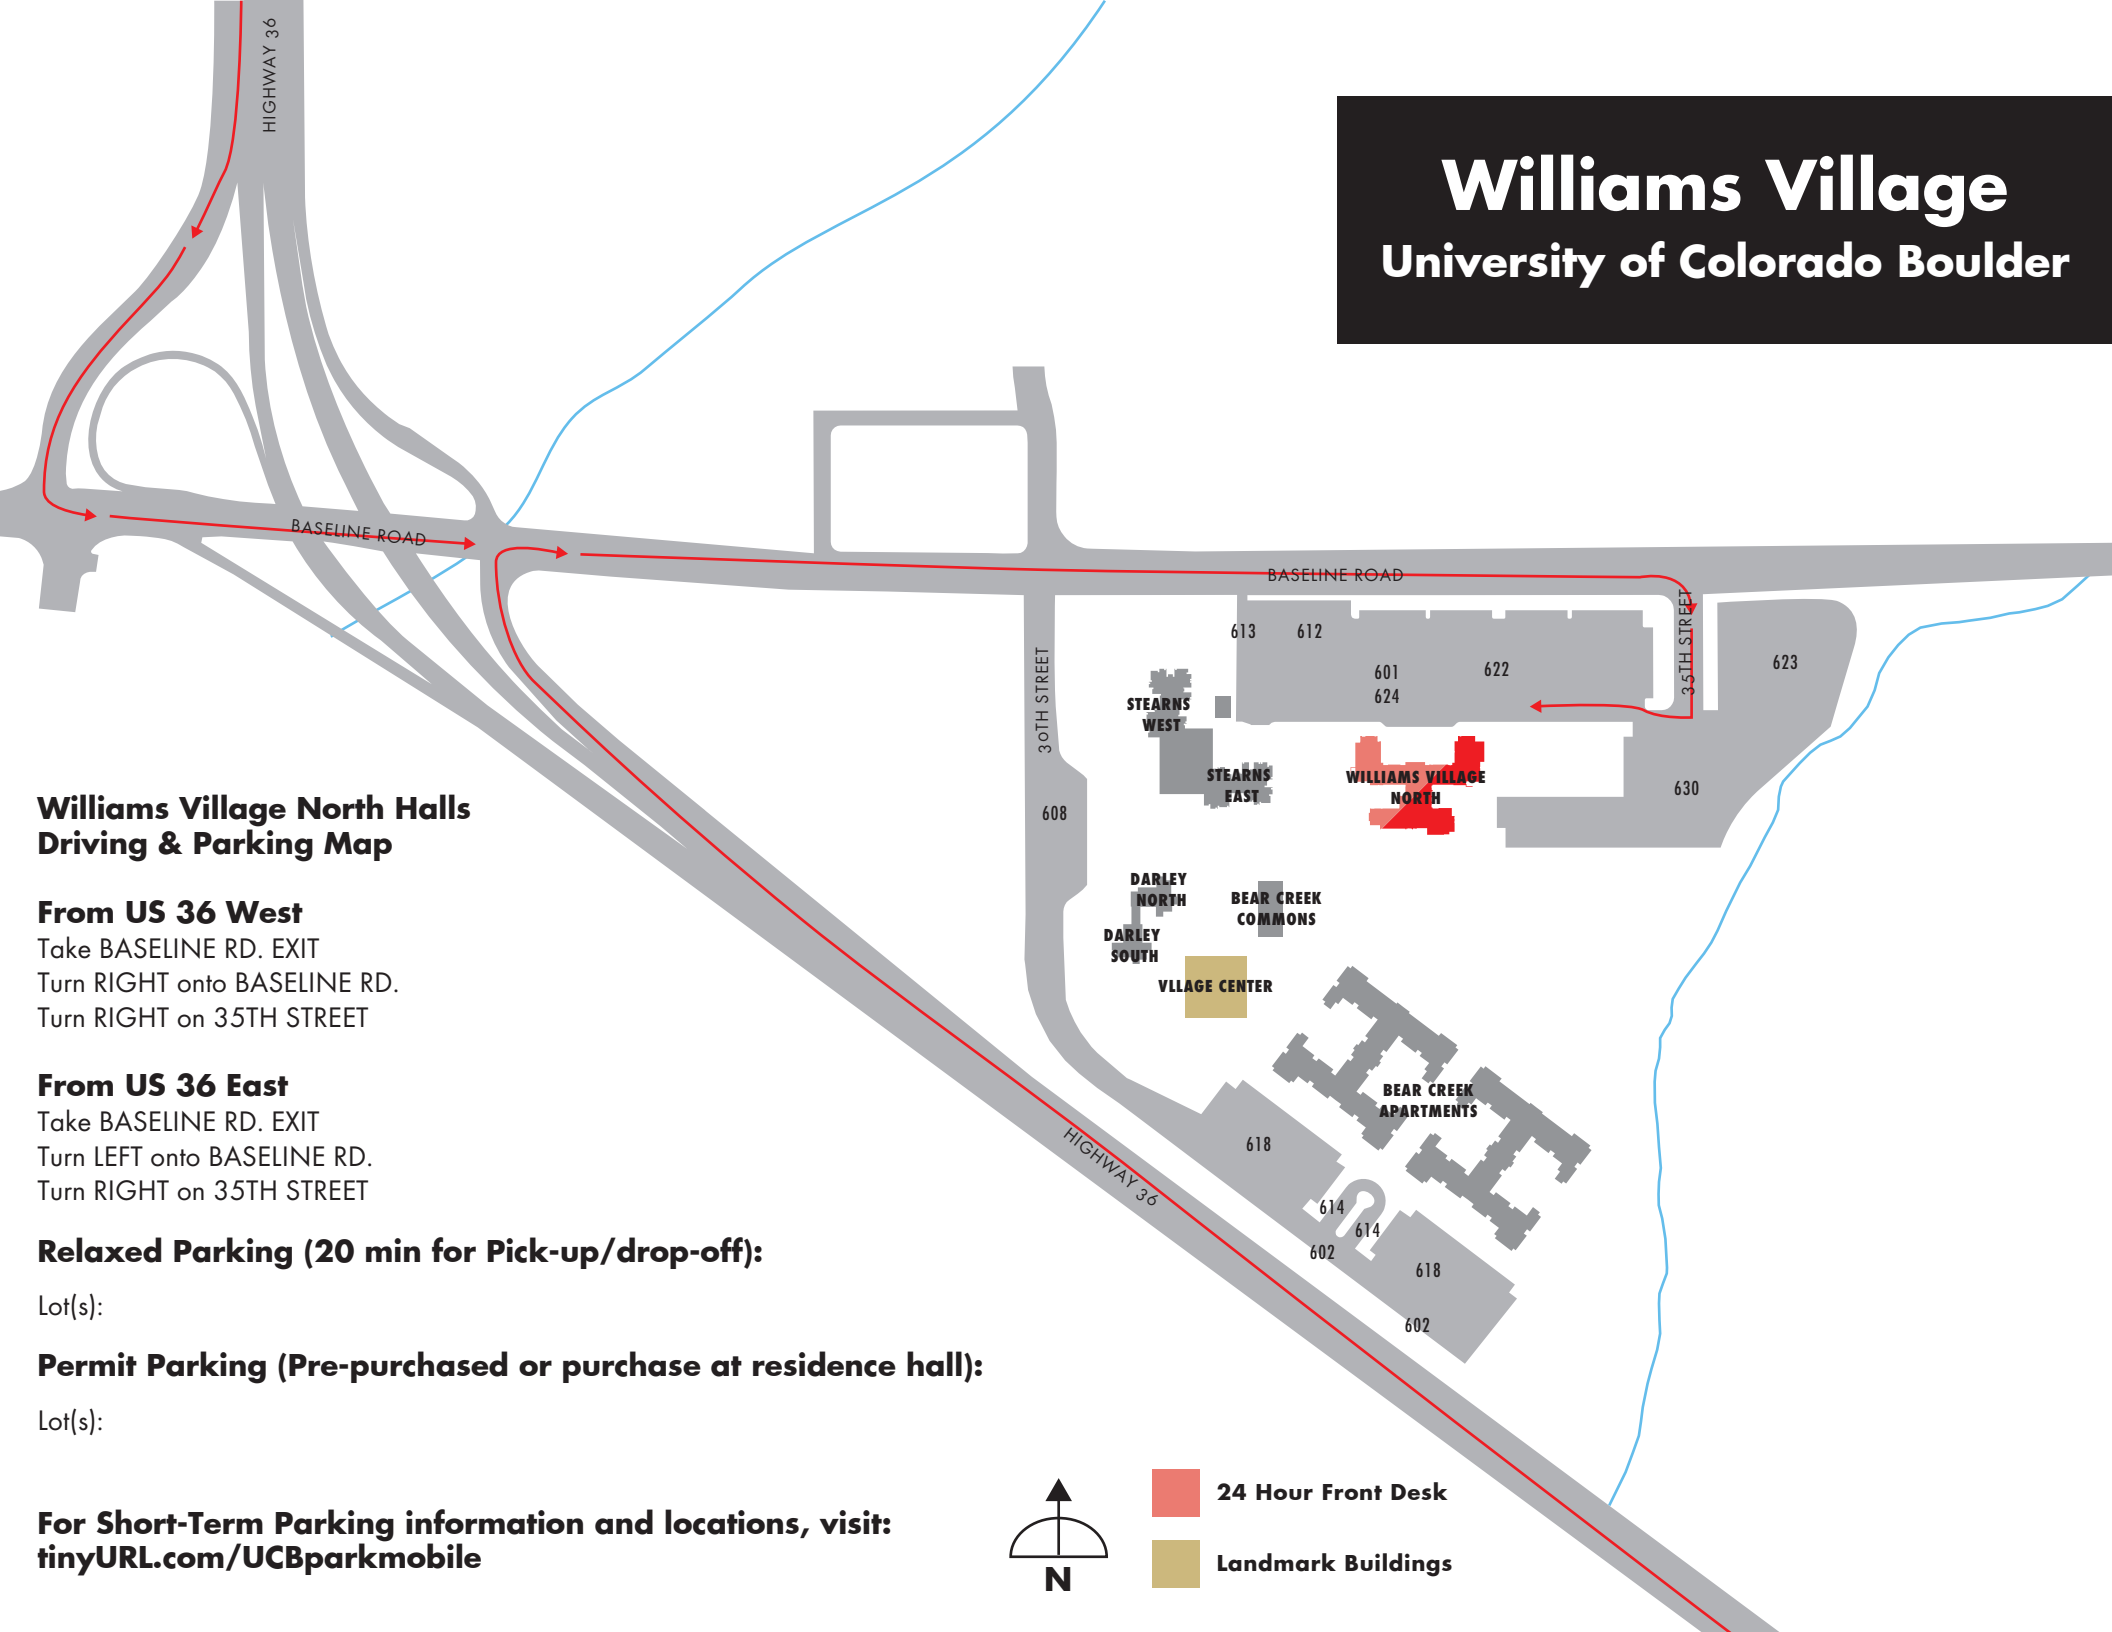 HIGHWAY 36
Williams Village
University of Colorado Boulder
BASELINE ROAD
BASELINE ROAD
35TH STREET
30TH STREET
613
612
601
624
622
623
630
608
STEARNS
WEST
STEARNS
EAST
WILLIAMS VILLAGE
NORTH
DARLEY
NORTH
DARLEY
SOUTH
BEAR CREEK
COMMONS
VLLAGE CENTER
BEAR CREEK
APARTMENTS
618
614
614
602
618
602
HIGHWAY 36
Williams Village North Halls
Driving & Parking Map
From US 36 West
Take BASELINE RD. EXIT
Turn RIGHT onto BASELINE RD.
Turn RIGHT on 35TH STREET
From US 36 East
Take BASELINE RD. EXIT
Turn LEFT onto BASELINE RD.
Turn RIGHT on 35TH STREET
Relaxed Parking (20 min for Pick-up/drop-off):
Lot(s):
Permit Parking (Pre-purchased or purchase at residence hall):
Lot(s):
For Short-Term Parking information and locations, visit:
tinyURL.com/UCBparkmobile
N
24 Hour Front Desk
Landmark Buildings